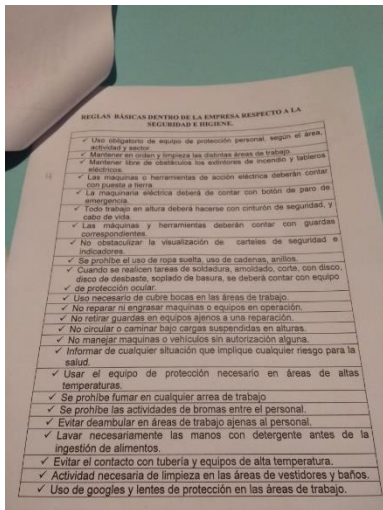 REGLAS BÁSICAS DENTRO DE LA EMPRESA RESPECTO A LA
SEGURIDAD E HIGIENE.
✓ Uso obligatorio de equipo de protección personal, según el área,
actividad y sector.
✓ Mantener en orden y limpieza las distintas áreas de trabajo.
✓ Mantener libre de obstáculos los extintores de incendio y tableros
eléctricos.
✓ Las maquinas o herramientas de acción eléctrica deberán contar
con puesta a tierra.
✓ La maquinaria eléctrica deberá de contar con botón de paro de
emergencia.
✓ Todo trabajo en altura deberá hacerse con cinturón de seguridad, y
cabo de vida.
✓ Las máquinas y herramientas deberán contar con guardas
correspondientes.
✓ No obstaculizar la visualización de carteles de seguridad e
indicadores.
✓ Se prohíbe el uso de ropa suelta, uso de cadenas, anillos.
✓ Cuando se realicen tareas de soldadura, amoldado, corte, con disco,
disco de desbaste, soplado de basura, se deberá contar con equipo
✓ de protección ocular.
✓ Uso necesario de cubre bocas en las áreas de trabajo.
✓ No reparar ni engrasar maquinas o equipos en operación.
✓ No retirar guardas en equipos ajenos a una reparación.
✓ No circular o caminar bajo cargas suspendidas en alturas.
✓ No manejar maquinas o vehículos sin autorización alguna.
✓ Informar de cualquier situación que implique cualquier riesgo para la
salud.
✓ Usar el equipo de protección necesario en áreas de altas
temperaturas.
✓ Se prohíbe fumar en cualquier area de trabajo
✓ Se prohíbe las actividades de bromas entre el personal.
✓ Evitar deambular en áreas de trabajo ajenas al personal.
✓ Lavar necesariamente las manos con detergente antes de la
ingestión de alimentos.
✓ Evitar el contacto con tubería y equipos de alta temperatura.
✓ Actividad necesaria de limpieza en las áreas de vestidores y baños.
✓ Uso de googles y lentes de protección en las áreas de trabajo.